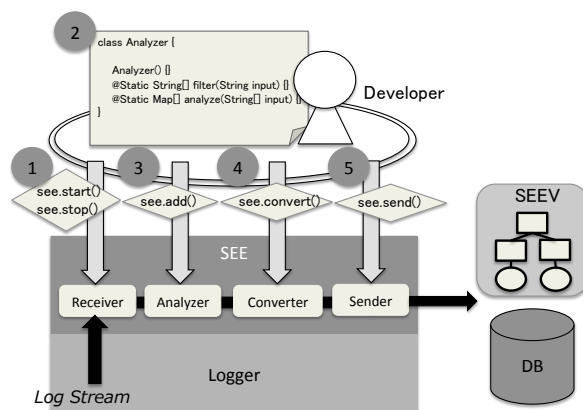 2
class Analyzer {
Analyzer() {}
@Static String[] filter(String input) {}
@Static Map[] analyze(String[] input) {}
}
Developer
1
3
4
5
see.start()
see.stop()
see.add()
see.convert()
see.send()
SEEV
SEE
Receiver
Analyzer
Converter
Sender
Logger
Log Stream
DB